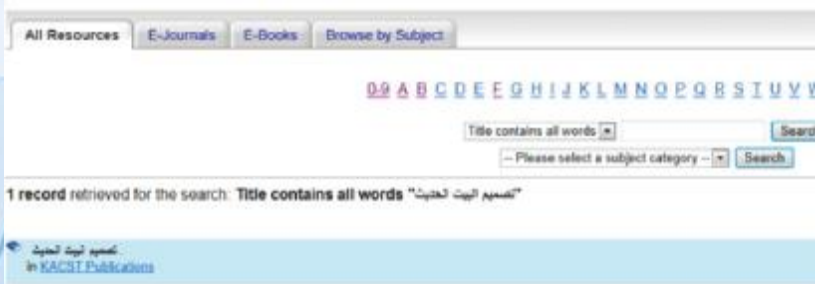 All Resources E-Journals E-Books Browse by Subject
0-9 A B C D E F G H I J K L M N O P Q R S T U V W
Title contains all words Search
-- Please select a subject category -- Search
1 record retrieved for the search: Title contains all words "تصميم البيت الحديث"
تصميم البيت الحديث
in KACST Publications